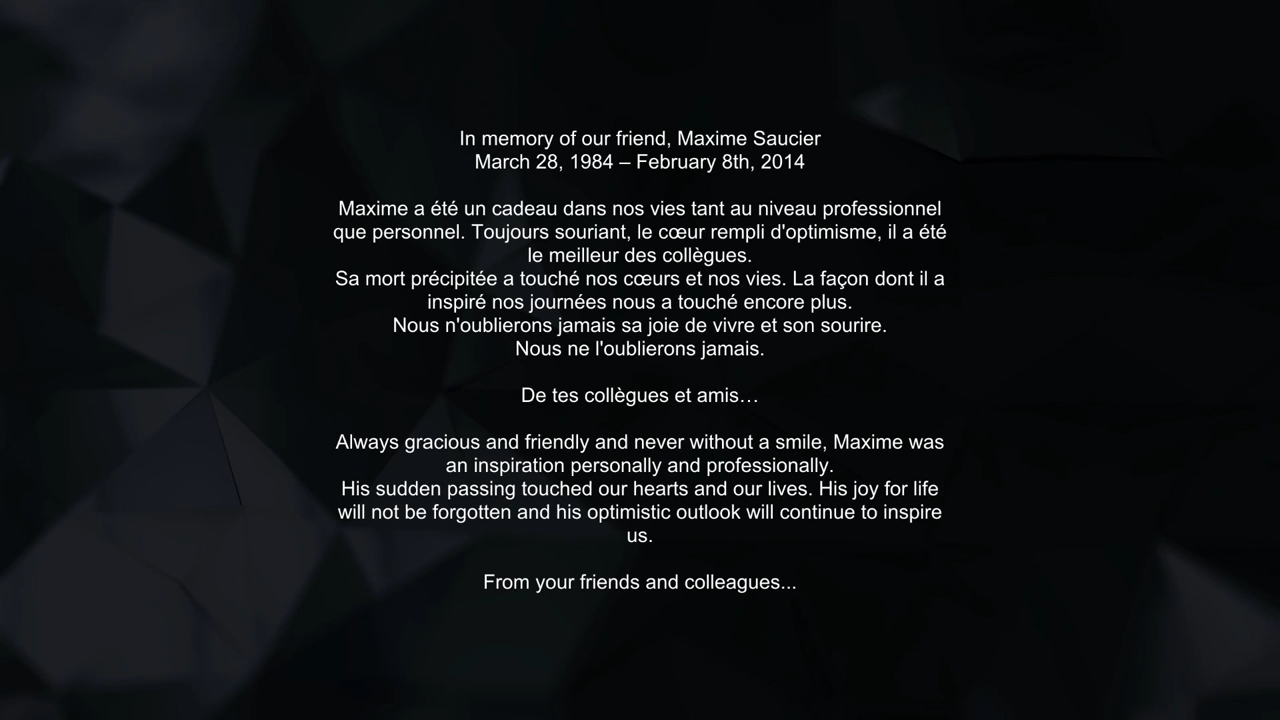 In memory of our friend, Maxime Saucier
March 28, 1984 – February 8th, 2014
Maxime a été un cadeau dans nos vies tant au niveau professionnel
que personnel. Toujours souriant, le cœur rempli d'optimisme, il a été
le meilleur des collègues.
Sa mort précipitée a touché nos cœurs et nos vies. La façon dont il a
inspiré nos journées nous a touché encore plus.
Nous n'oublierons jamais sa joie de vivre et son sourire.
Nous ne l'oublierons jamais.
De tes collègues et amis…
Always gracious and friendly and never without a smile, Maxime was
an inspiration personally and professionally.
His sudden passing touched our hearts and our lives. His joy for life
will not be forgotten and his optimistic outlook will continue to inspire
us.
From your friends and colleagues...